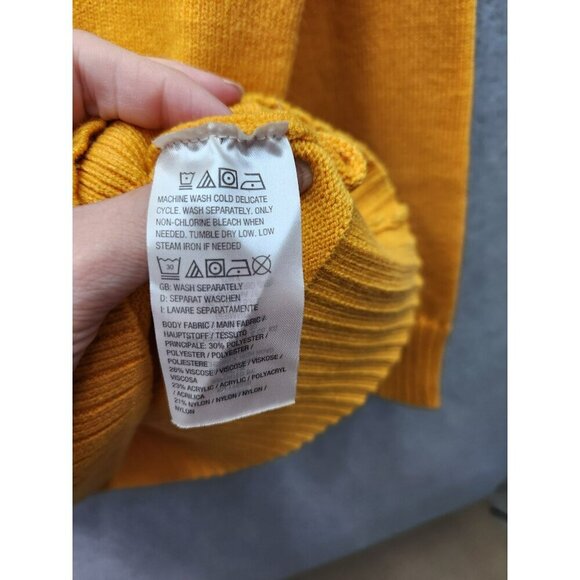 MACHINE WASH COLD DELICATE
CYCLE. WASH SEPARATELY. ONLY
NON-CHLORINE BLEACH WHEN
NEEDED. TUMBLE DRY LOW. LOW
STEAM IRON IF NEEDED
30
GB: WASH SEPARATELY
D: SEPARAT WASCHEN
I: LAVARE SEPARATAMENTE
BODY FABRIC / MAIN FABRIC /
HAUPTSTOFF / TESSUTO
PRINCIPALE: 30% POLYESTER /
POLYESTER / POLYESTER /
POLIESTERE
26% VISCOSE / VISCOSE / VISKOSE /
VISCOSA
23% ACRYLIC / ACRYLIC / POLYACRYL
/ ACRILICA
21% NYLON / NYLON / NYLON /
NYLON